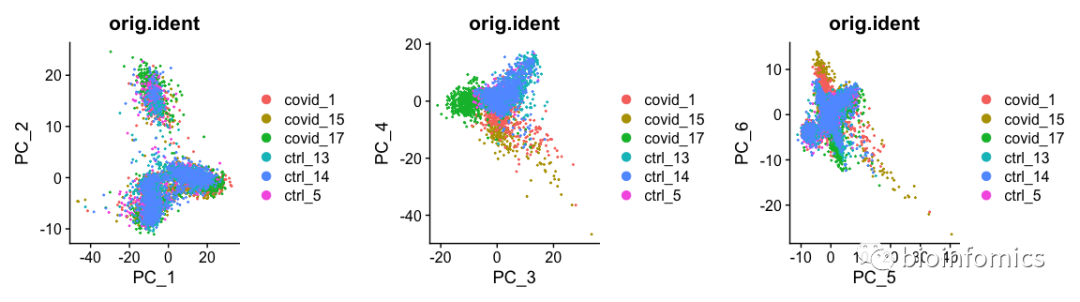 orig.ident
PC_2
20
10
0
-10
-40 -20 0 20
PC_1
covid_1
covid_15
covid_17
ctrl_13
ctrl_14
ctrl_5
orig.ident
PC_4
20
0
-20
-40
0 20
PC_3
covid_1
covid_15
covid_17
ctrl_13
ctrl_14
ctrl_5
orig.ident
PC_6
10
0
-10
-20
-10 0 10 20 30 40
PC_5
covid_1
covid_15
covid_17
ctrl_13
ctrl_14
ctrl_5
bioinfomics